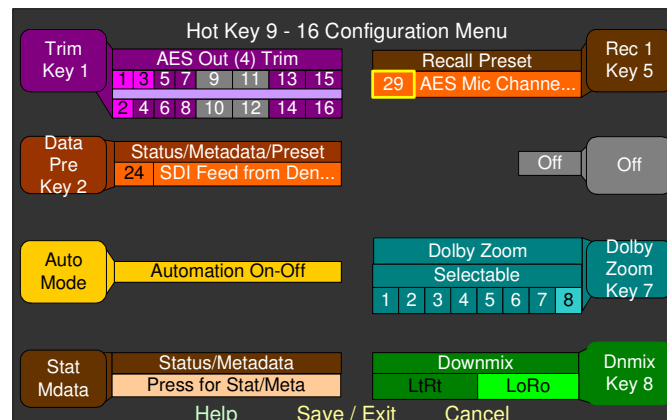 Hot Key 9 - 16 Configuration Menu
Trim
Key 1
AES Out (4) Trim
1 3 5 7 9 11 13 15
2 4 6 8 10 12 14 16
Recall Preset
29 AES Mic Channe...
Rec 1
Key 5
Data
Pre
Key 2
Status/Metadata/Preset
24 SDI Feed from Den...
Off
Off
Auto
Mode
Automation On-Off
Dolby Zoom
Selectable
1 2 3 4 5 6 7 8
Dolby
Zoom
Key 7
Stat
Mdata
Status/Metadata
Press for Stat/Meta
Downmix
LtRt LoRo
Dnmix
Key 8
Help Save / Exit Cancel